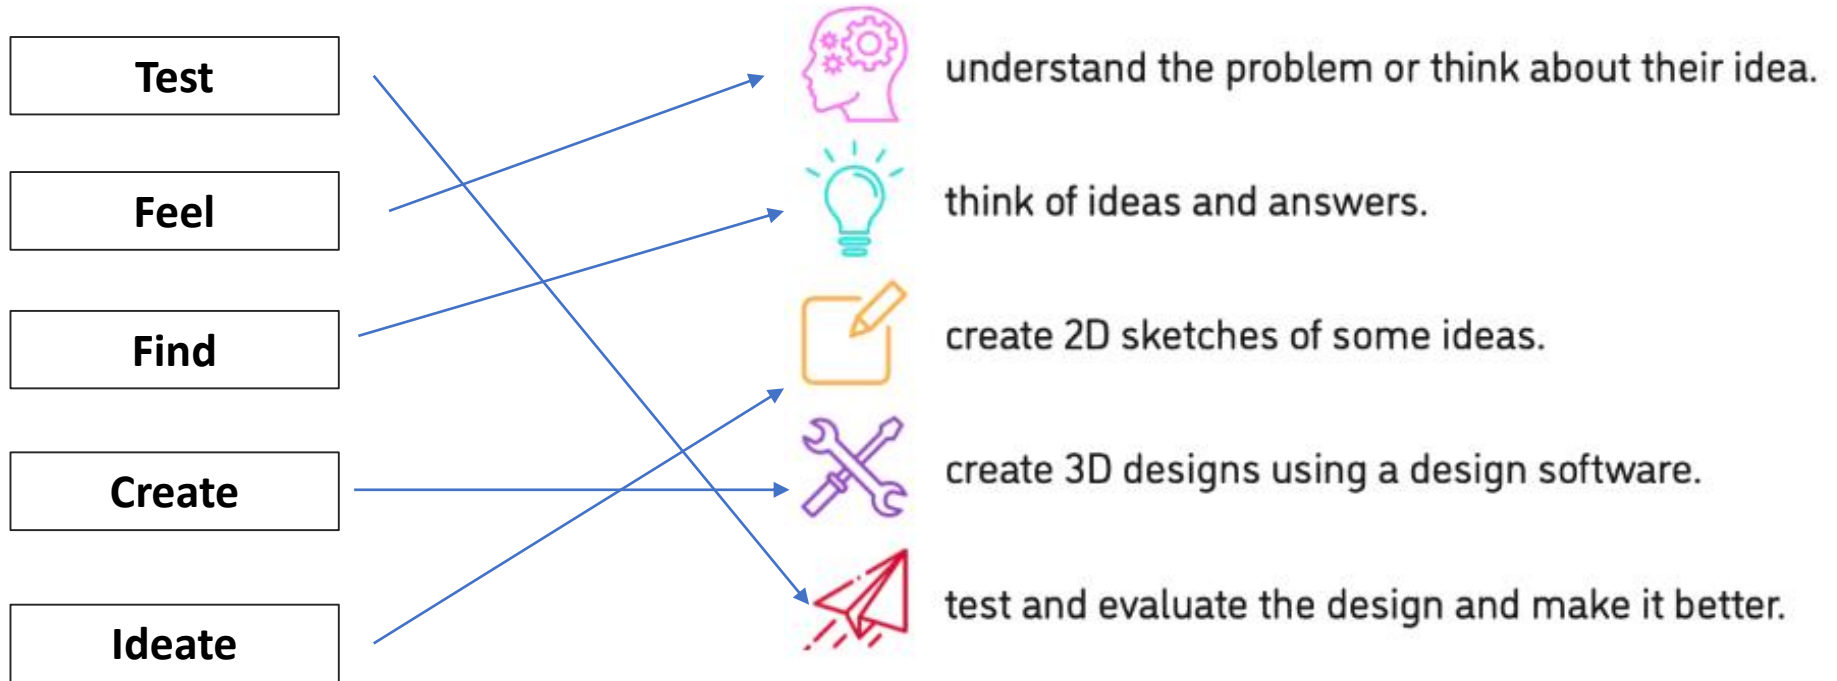 Test
understand the problem or think about their idea.
Feel
think of ideas and answers.
Find
create 2D sketches of some ideas.
Create
create 3D designs using a design software.
Ideate
test and evaluate the design and make it better.